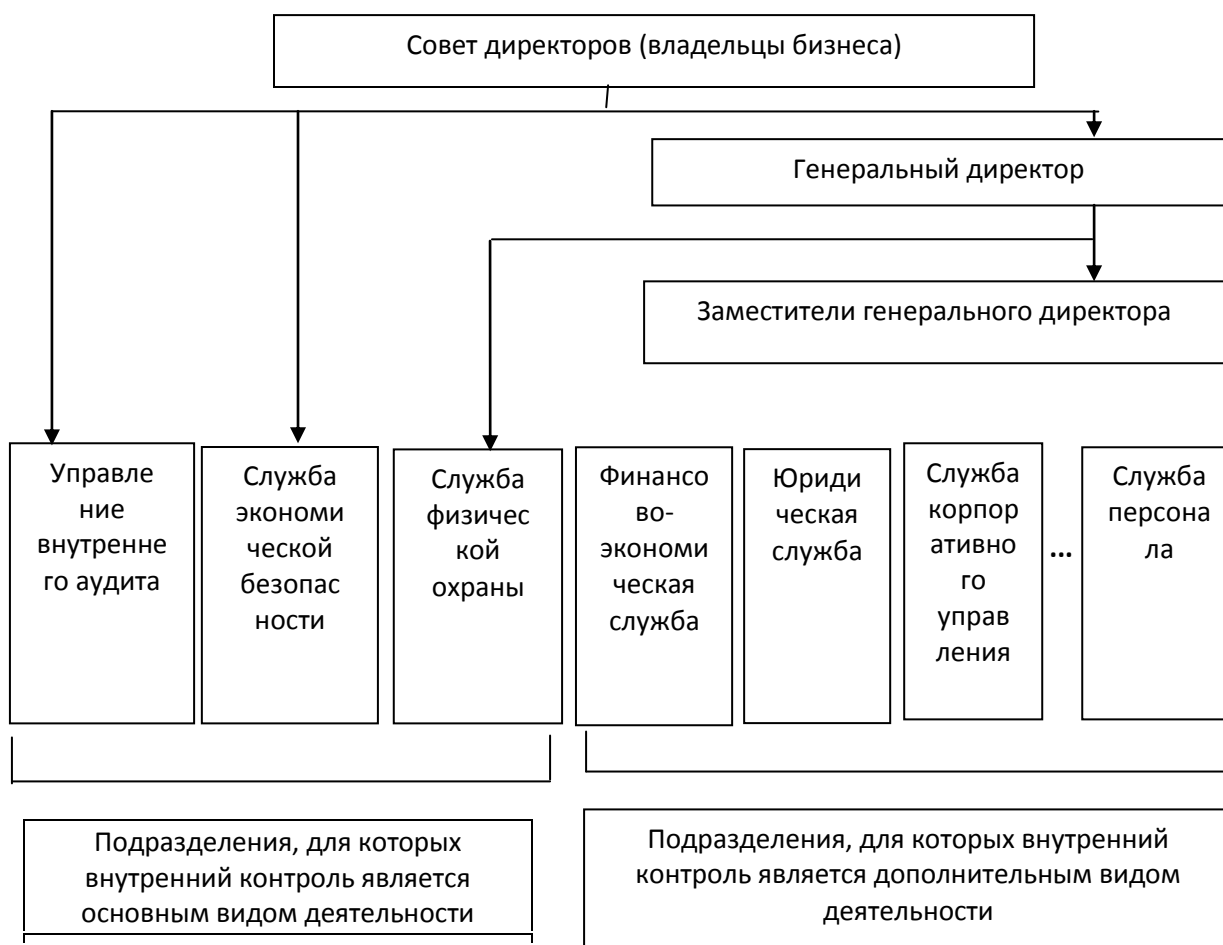 Совет директоров (владельцы бизнеса)
Генеральный директор
Заместители генерального директора
Управле
ние
внутренне
го аудита
Служба
экономи
ческой
безопас
ности
Служба
физичес
кой
охраны
Финансо
во-
экономи
ческая
служба
Юриди
ческая
служба
Служба
корпор
ативно
го
управ
ления
...
Служба
персона
ла
Подразделения, для которых
внутренний контроль является
основным видом деятельности
Подразделения, для которых внутренний
контроль является дополнительным видом
деятельности